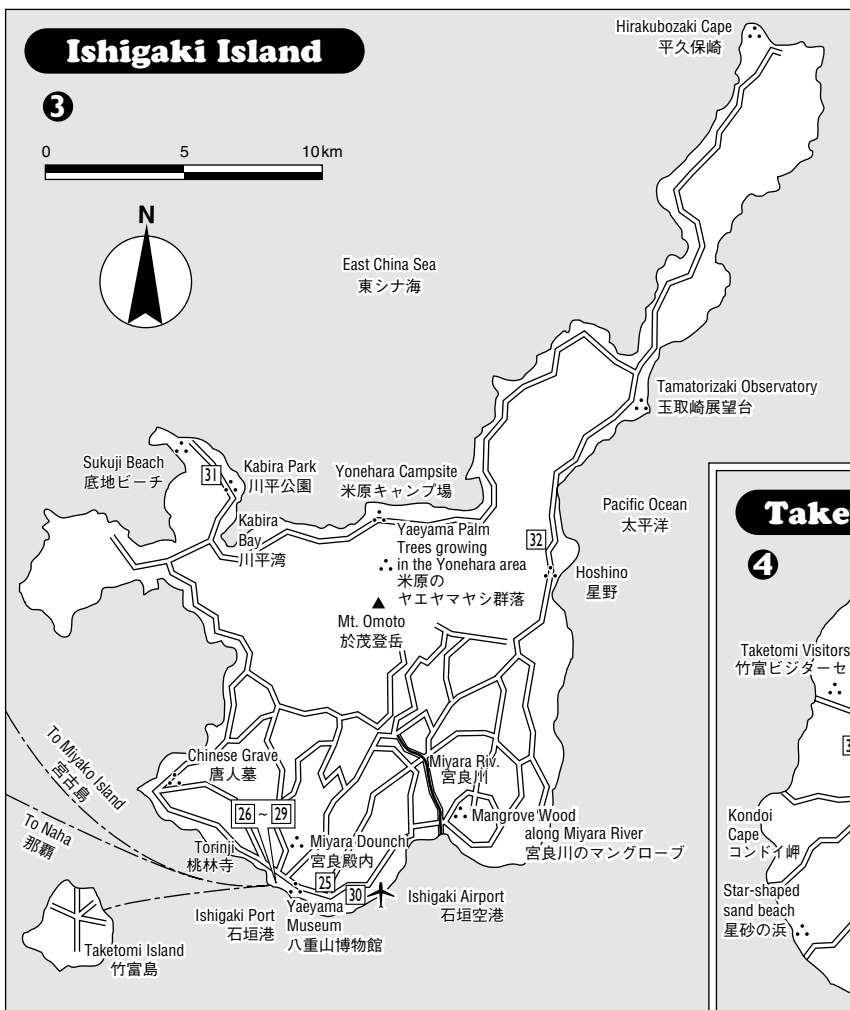 Ishigaki Island
3
0 5 10km
N
Hirakubozaki Cape
平久保崎
East China Sea
東シナ海
Tamatorizaki Observatory
玉取崎展望台
Sukuji Beach
底地ビーチ
31
Kabira Park
川平公園
Yonehara Campsite
米原キャンプ場
Kabira
Bay
川平湾
Yaeyama Palm
Trees growing
in the Yonehara area
米原の
ヤエヤマヤシ群落
Pacific Ocean
太平洋
32
Hoshino
星野
Mt. Omoto
於茂登岳
To Miyako Island
宮古島
To Naha
那覇
Chinese Grave
唐人墓
Miyara Riv.
宮良川
26 ~ 29
Mangrove Wood
along Miyara River
宮良川のマングローブ
Torinji
桃林寺
Miyara Dounchi
宮良殿内
25
30
Ishigaki Airport
石垣空港
Ishigaki Port
石垣港
Yaeyama
Museum
八重山博物館
Taketomi Island
竹富島
Take
4
Taketomi Visitors
竹富ビジターセ
Kondoi
Cape
コンドイ岬
Star-shaped
sand beach
星砂の浜